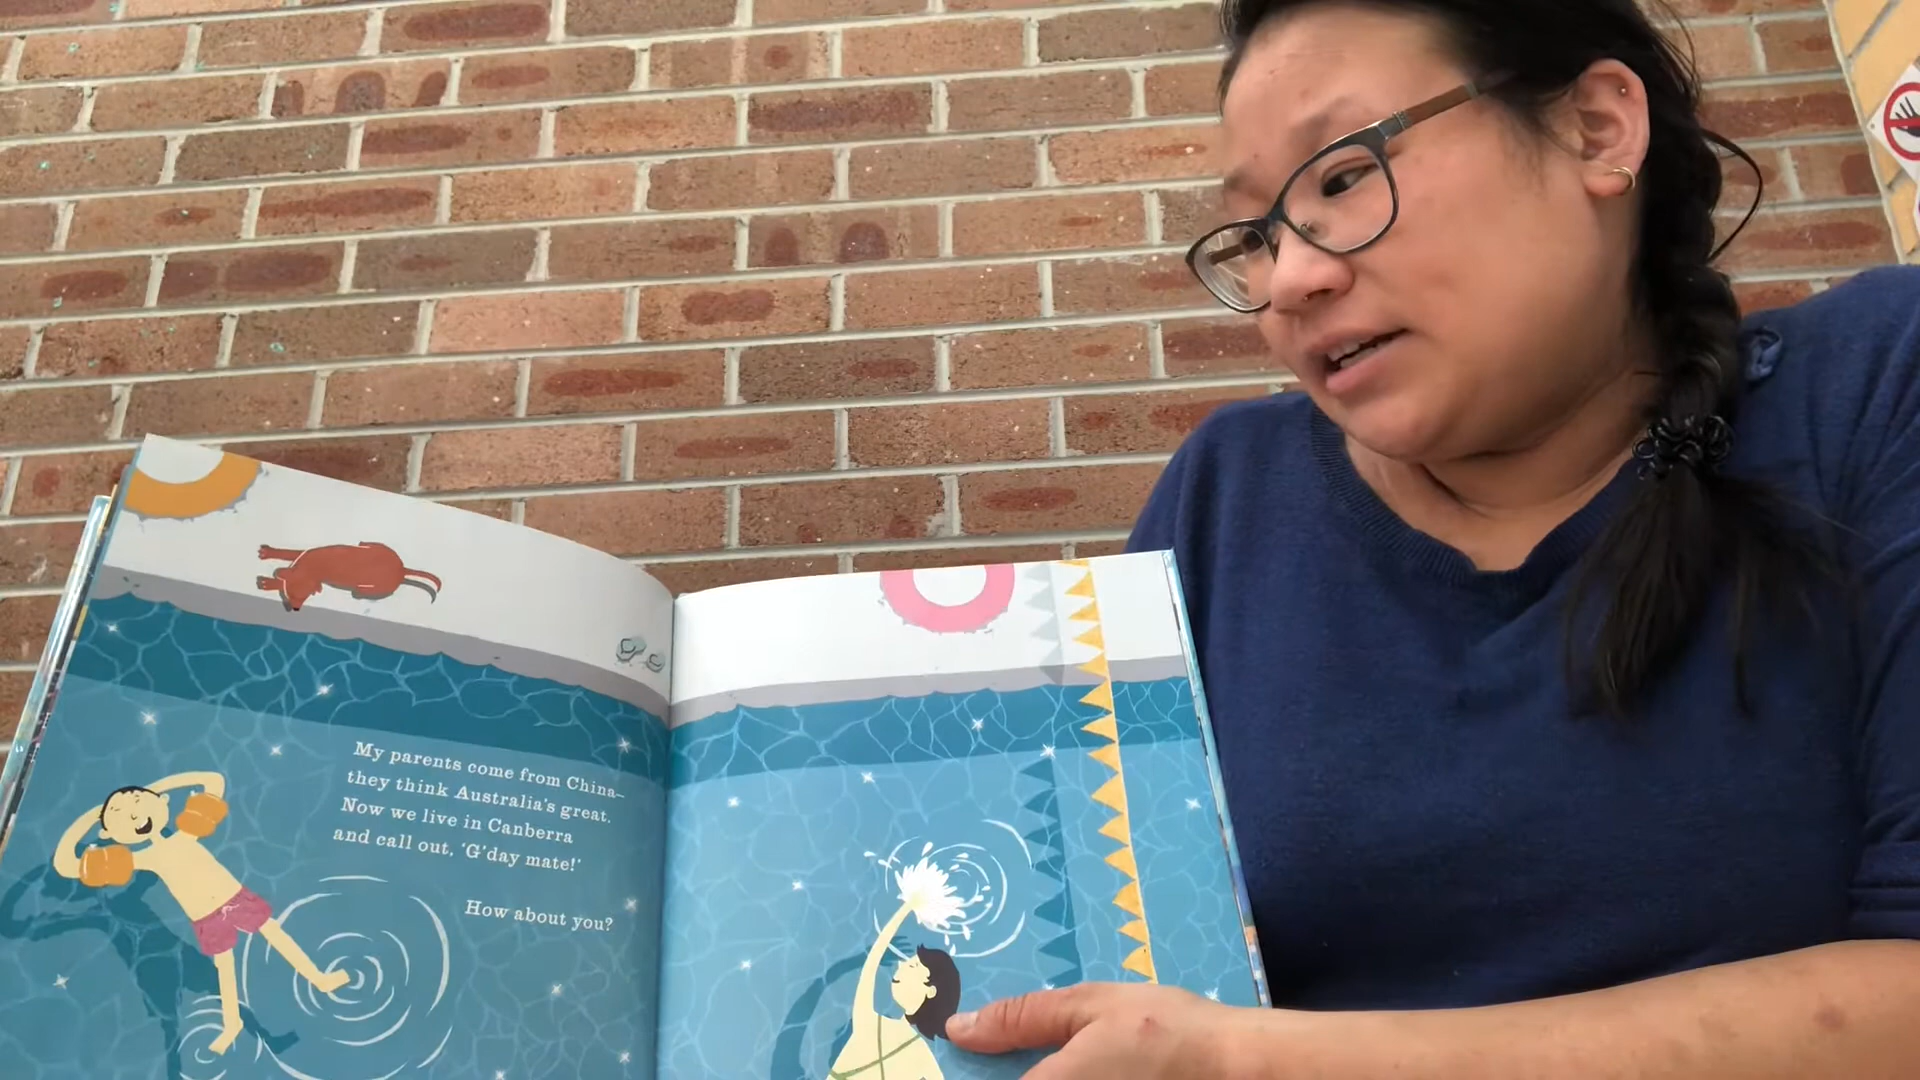 My parents come from China–
they think Australia's great.
Now we live in Canberra
and call out, 'G'day mate!'
How about you?